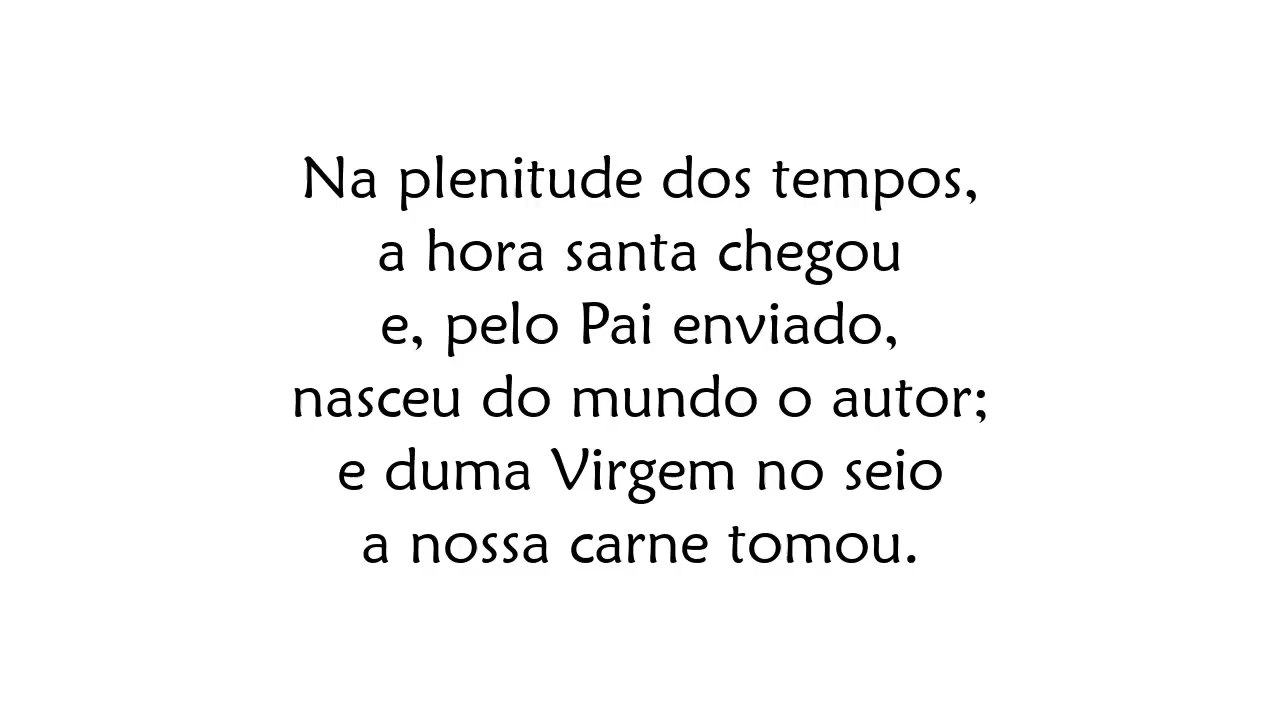 Na plenitude dos tempos,
a hora santa chegou
e, pelo Pai enviado,
nasceu do mundo o autor;
e duma Virgem no seio
a nossa carne tomou.